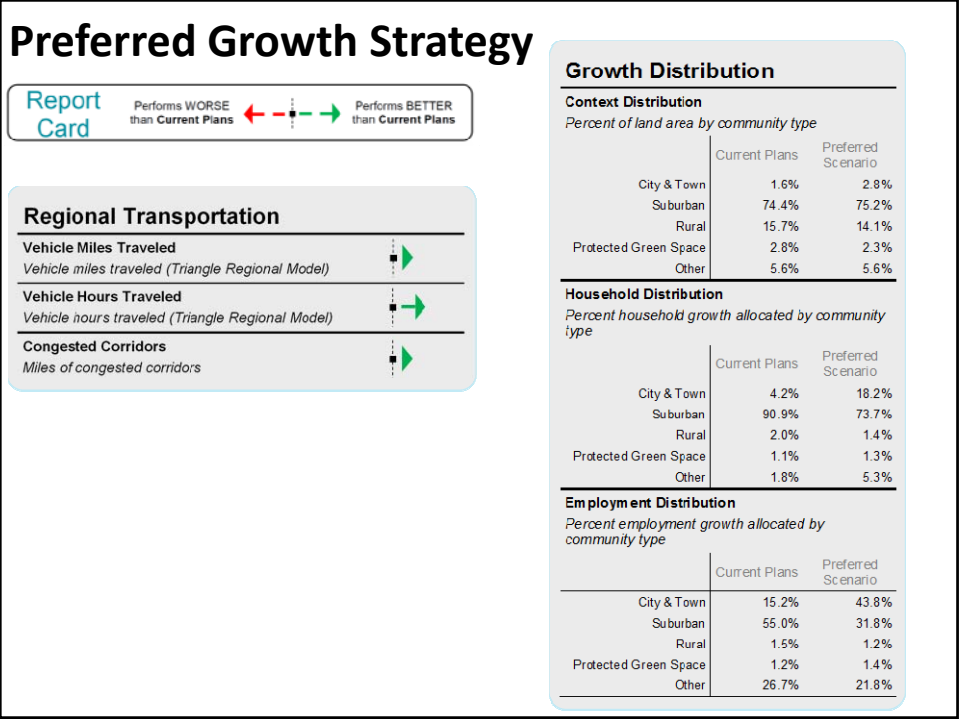 Preferred Growth Strategy
Report
Card
Performs WORSE
than Current Plans
Performs BETTER
than Current Plans
Regional Transportation
Vehicle Miles Traveled
Vehicle miles traveled (Triangle Regional Model)
Vehicle Hours Traveled
Vehicle hours traveled (Triangle Regional Model)
Congested Corridors
Miles of congested corridors
Growth Distribution
Context Distribution
Percent of land area by community type
Current Plans Preferred
Scenario
City & Town 1.6% 2.8%
Suburban 74.4% 75.2%
Rural 15.7% 14.1%
Protected Green Space 2.8% 2.3%
Other 5.6% 5.6%
Household Distribution
Percent household growth allocated by community
type
Current Plans Preferred
Scenario
City & Town 4.2% 18.2%
Suburban 90.9% 73.7%
Rural 2.0% 1.4%
Protected Green Space 1.1% 1.3%
Other 1.8% 5.3%
Employment Distribution
Percent employment growth allocated by
community type
Current Plans Preferred
Scenario
City & Town 15.2% 43.8%
Suburban 55.0% 31.8%
Rural 1.5% 1.2%
Protected Green Space 1.2% 1.4%
Other 26.7% 21.8%